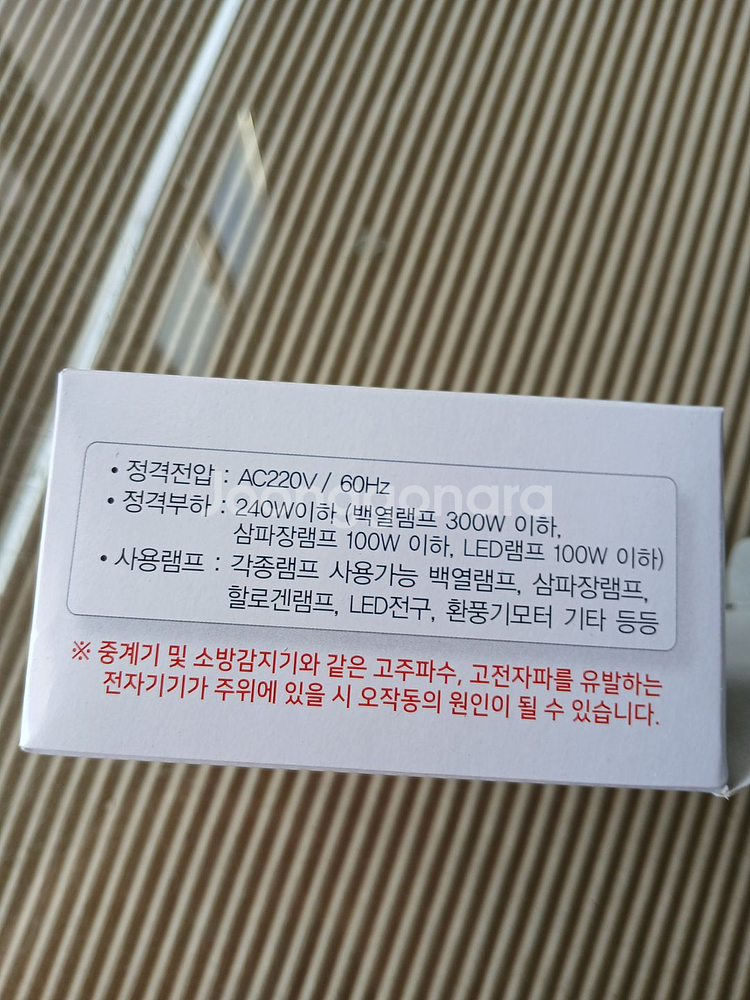 • 정격전압 : AC220V / 60Hz
• 정격부하 : 240W이하 (백열램프 300W 이하,
삼파장램프 100W 이하, LED램프 100W 이하)
• 사용램프 : 각종램프 사용가능 백열램프, 삼파장램프,
할로겐램프, LED전구, 환풍기모터 기타 등등
※ 중계기 및 소방감지기와 같은 고주파수, 고전자파를 유발하는
전자기기가 주위에 있을 시 오작동의 원인이 될 수 있습니다.
Joongonara